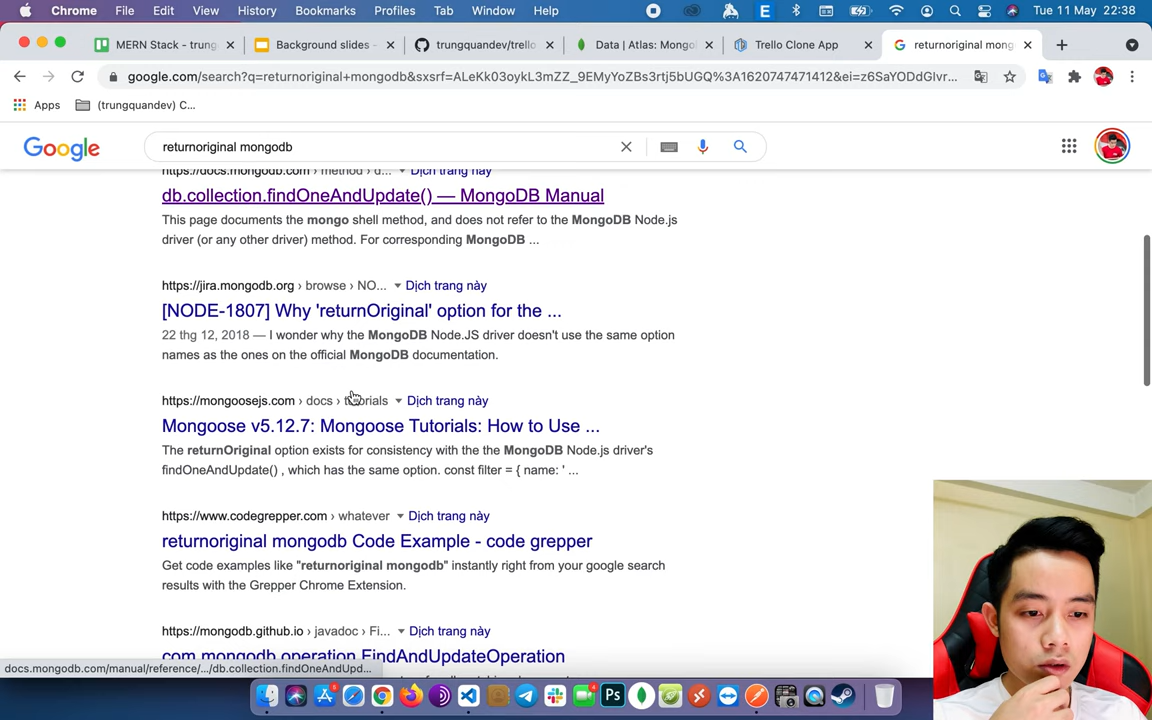 Chrome File Edit View History Bookmarks Profiles Tab Window Help Tue 11 May 22:38
MERN Stack - trung Background slides - trungquandev/trello Data | Atlas: Mongo Trello Clone App returnoriginal mong
google.com/search?q=returnoriginal+mongodb&sxsrf=ALeKk03oykL3mZZ_9EMyYoZBs3rtj5bUGQ%3A1620747471412&ei=z6SaYODdGlvr...
Apps (trungquandev) C...
Google returnoriginal mongodb
https://docs.mongodb.com › method › d... Dịch trang này
db.collection.findOneAndUpdate() — MongoDB Manual
This page documents the mongo shell method, and does not refer to the MongoDB Node.js
driver (or any other driver) method. For corresponding MongoDB ...
https://jira.mongodb.org › browse › NO... Dịch trang này
[NODE-1807] Why 'returnOriginal' option for the ...
22 thg 12, 2018 — I wonder why the MongoDB Node.JS driver doesn't use the same option
names as the ones on the official MongoDB documentation.
https://mongoosejs.com › docs › tutorials Dịch trang này
Mongoose v5.12.7: Mongoose Tutorials: How to Use ...
The returnOriginal option exists for consistency with the the MongoDB Node.js driver's
findOneAndUpdate() , which has the same option. const filter = { name: ' ...
https://www.codegrepper.com › whatever Dịch trang này
returnoriginal mongodb Code Example - code grepper
Get code examples like "returnoriginal mongodb" instantly right from your google search
results with the Grepper Chrome Extension.
https://mongodb.github.io › javadoc › Fi... Dịch trang này
com.mongodb.operation.FindAndUpdateOperation
docs.mongodb.com/manual/reference/.../db.collection.findOneAndUpd...